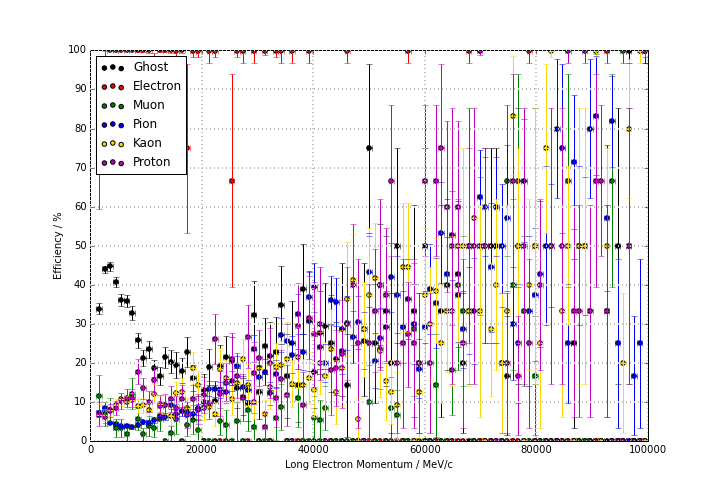 100
90
80
70
60
50
40
30
20
10
0
Efficiency / %
Ghost
Electron
Muon
Pion
Kaon
Proton
0 20000 40000 60000 80000 100000
Long Electron Momentum / MeV/c